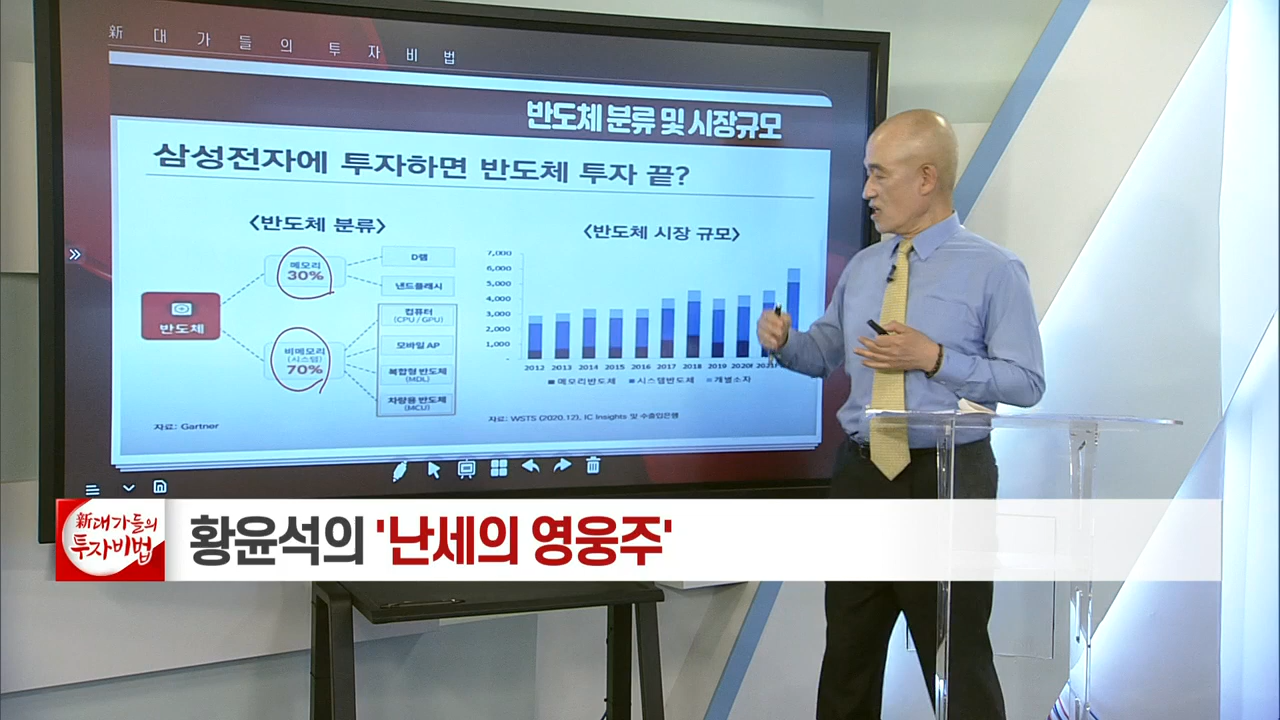 新 대 가 들 의 투 자 비 법
반도체 분류 및 시장규모
삼성전자에 투자하면 반도체 투자 끝?
<반도체 분류>
반도체
메모리
30%
비메모리
(시스템)
70%
D램
낸드플래시
컴퓨터
(CPU / GPU)
모바일 AP
복합형 반도체
(MDL)
차량용 반도체
(MCU)
자료: Gartner
<반도체 시장 규모>
7,000
6,000
5,000
4,000
3,000
2,000
1,000
-
2012 2013 2014 2015 2016 2017 2018 2019 2020F 2021F
■메모리반도체 ■시스템반도체 ■개별소자
자료: WSTS (2020.12), IC Insights 및 수출입은행
新대가들의
투자비법
황윤석의 '난세의 영웅주'